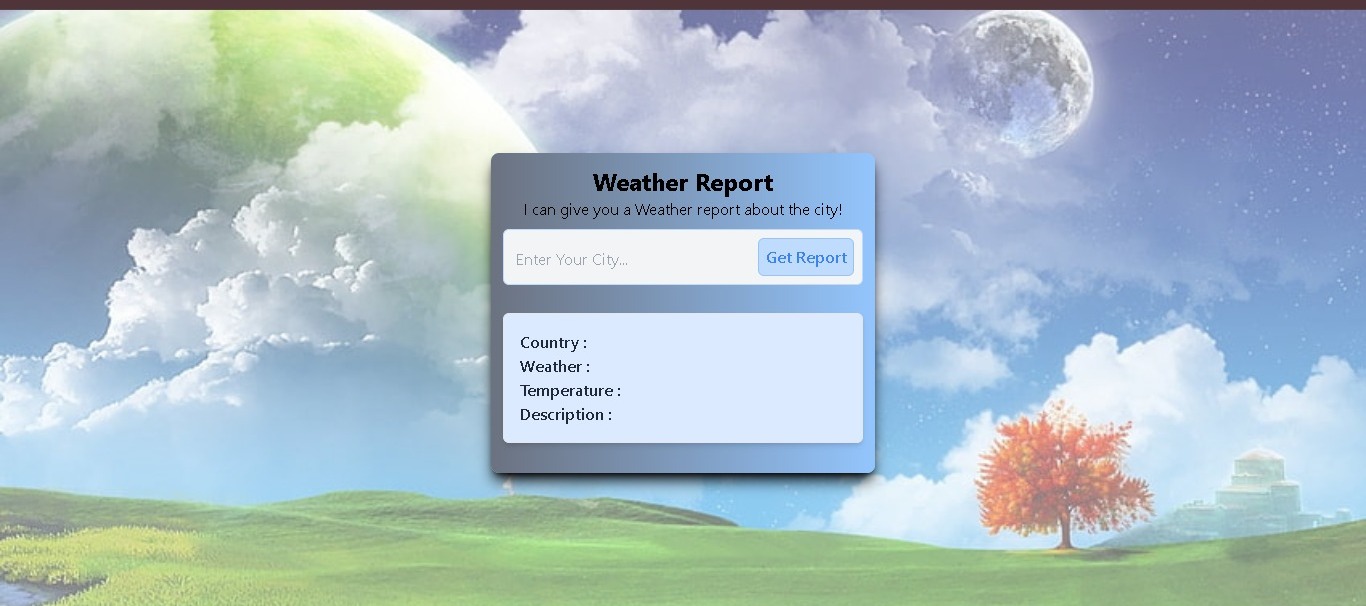 Weather Report
I can give you a Weather report about the city!
Enter Your City...
Get Report
Country :
Weather :
Temperature :
Description :